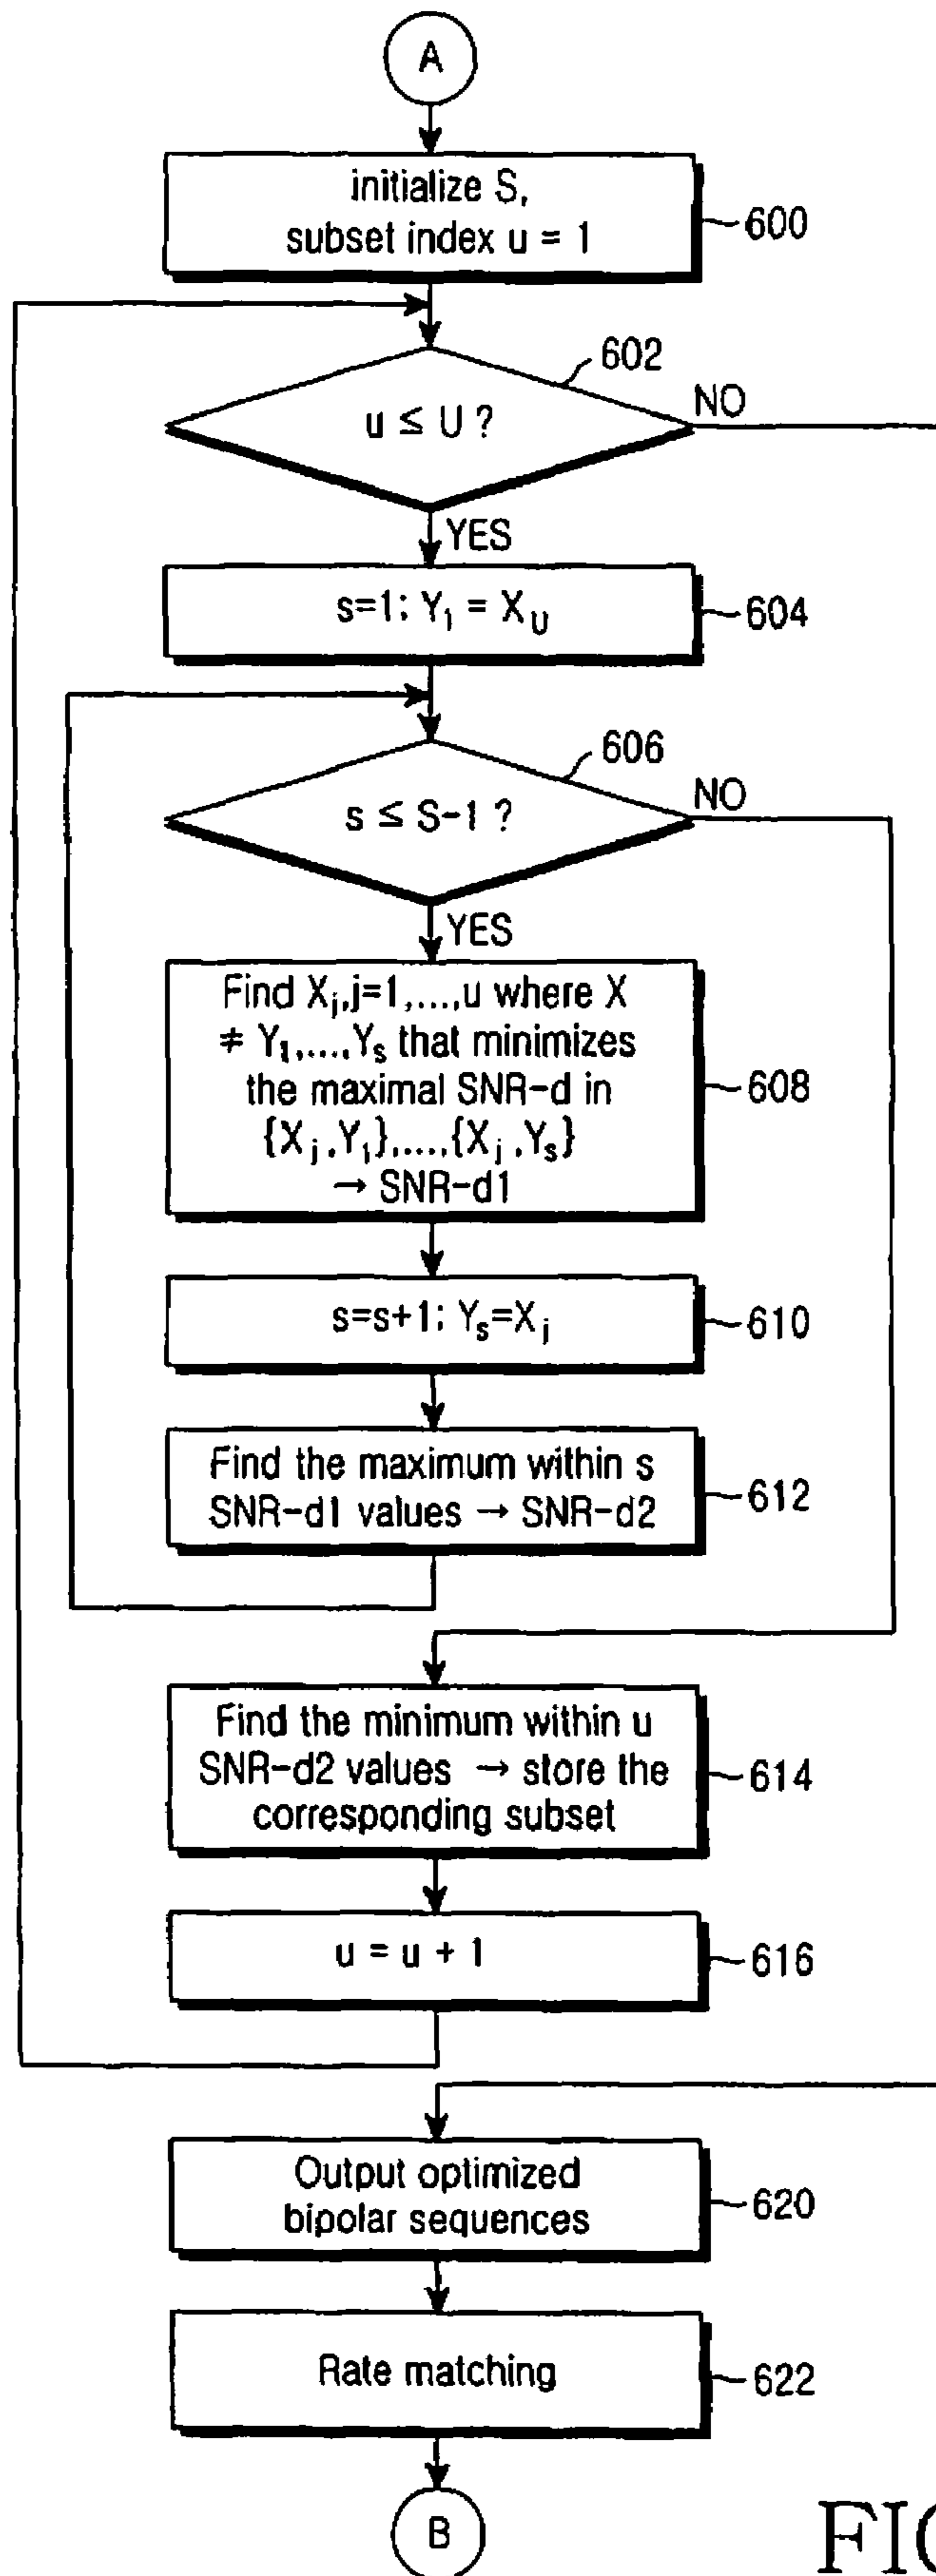 A
initialize S,
subset index u = 1
600
602
u ≤ U ?
NO
YES
s=1; Y₁ = X_U
604
606
s ≤ S-1 ?
NO
YES
Find X_j, j=1,...,u where X
≠ Y₁,...,Y_s that minimizes
the maximal SNR-d in
{X_j,Y₁},...,{X_j,Y_s}
→ SNR-d1
608
s=s+1; Y_s=X_j
610
Find the maximum within s
SNR-d1 values → SNR-d2
612
Find the minimum within u
SNR-d2 values → store the
corresponding subset
614
u = u + 1
616
Output optimized
bipolar sequences
620
Rate matching
622
B